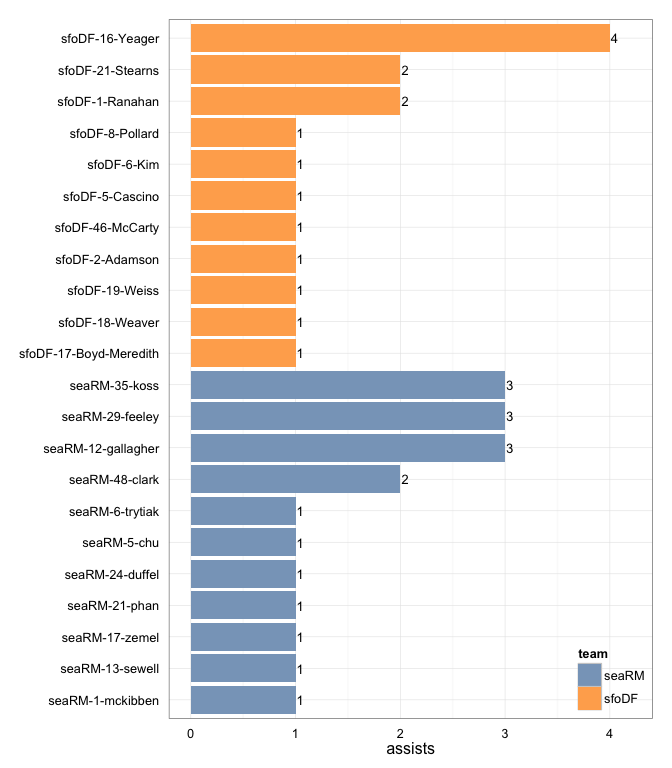 sfoDF-16-Yeager 4
sfoDF-21-Stearns 2
sfoDF-1-Ranahan 2
sfoDF-8-Pollard 1
sfoDF-6-Kim 1
sfoDF-5-Cascino 1
sfoDF-46-McCarty 1
sfoDF-2-Adamson 1
sfoDF-19-Weiss 1
sfoDF-18-Weaver 1
sfoDF-17-Boyd-Meredith 1
seaRM-35-koss 3
seaRM-29-feeley 3
seaRM-12-gallagher 3
seaRM-48-clark 2
seaRM-6-trytiak 1
seaRM-5-chu 1
seaRM-24-duffel 1
seaRM-21-phan 1
seaRM-17-zemel 1
seaRM-13-sewell 1
seaRM-1-mckibben 1
team
seaRM
sfoDF
0 1 2 3 4
assists